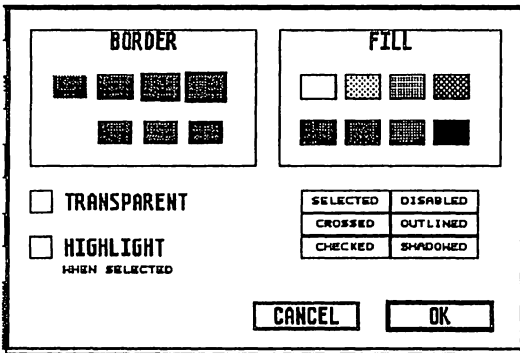 BORDER FILL
TRANSPARENT
HIGHLIGHT
WHEN SELECTED
SELECTED DISABLED
CROSSED OUTLINED
CHECKED SHADOWED
CANCEL OK